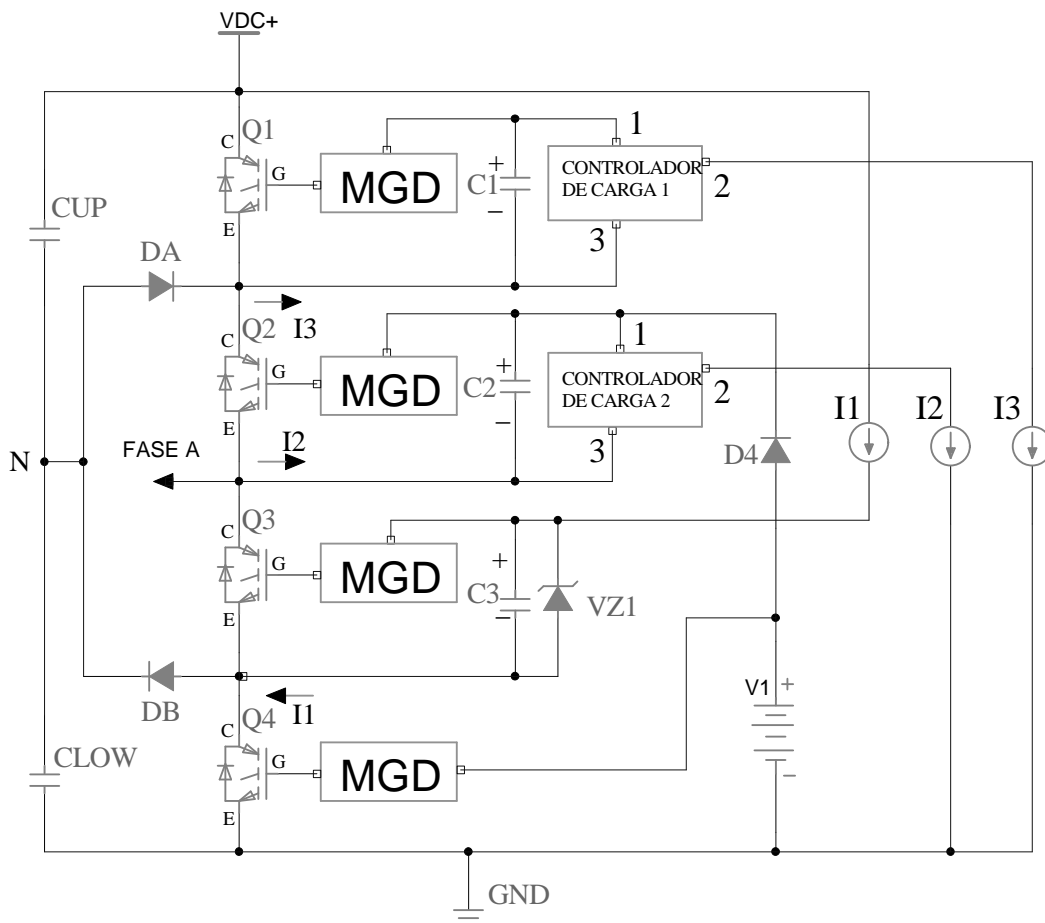 VDC+
Q1
C
G
E
MGD
C1
+
−
1
CONTROLADOR
DE CARGA 1
2
3
CUP
DA
I3
Q2
C
G
E
MGD
C2
+
−
1
CONTROLADOR
DE CARGA 2
2
3
I1
I2
I3
N
FASE A
I2
D4
Q3
C
G
E
MGD
C3
+
−
VZ1
DB
I1
Q4
C
G
E
MGD
V1
+
−
CLOW
GND